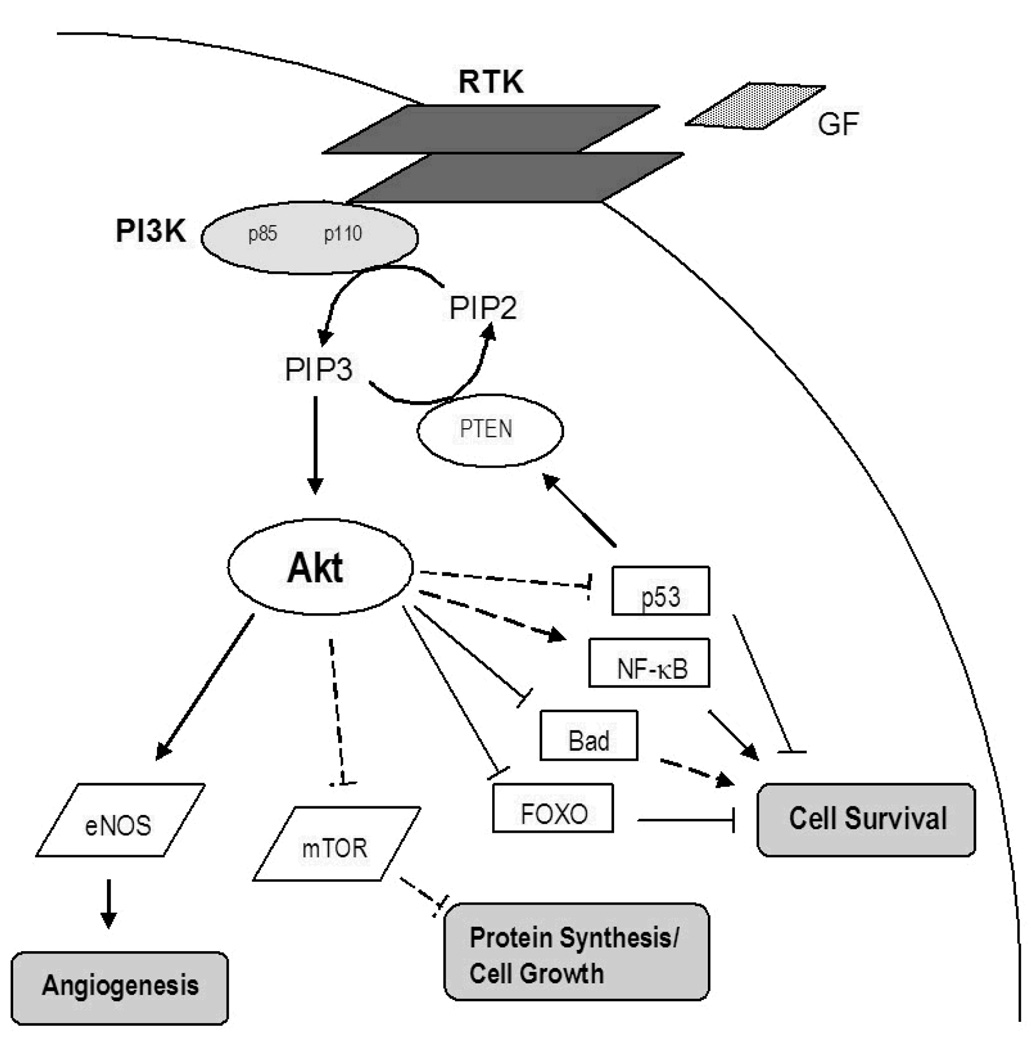 RTK
GF
PI3K
p85
p110
PIP2
PIP3
PTEN
Akt
p53
NF-κB
Bad
FOXO
eNOS
mTOR
Cell Survival
Protein Synthesis/
Cell Growth
Angiogenesis